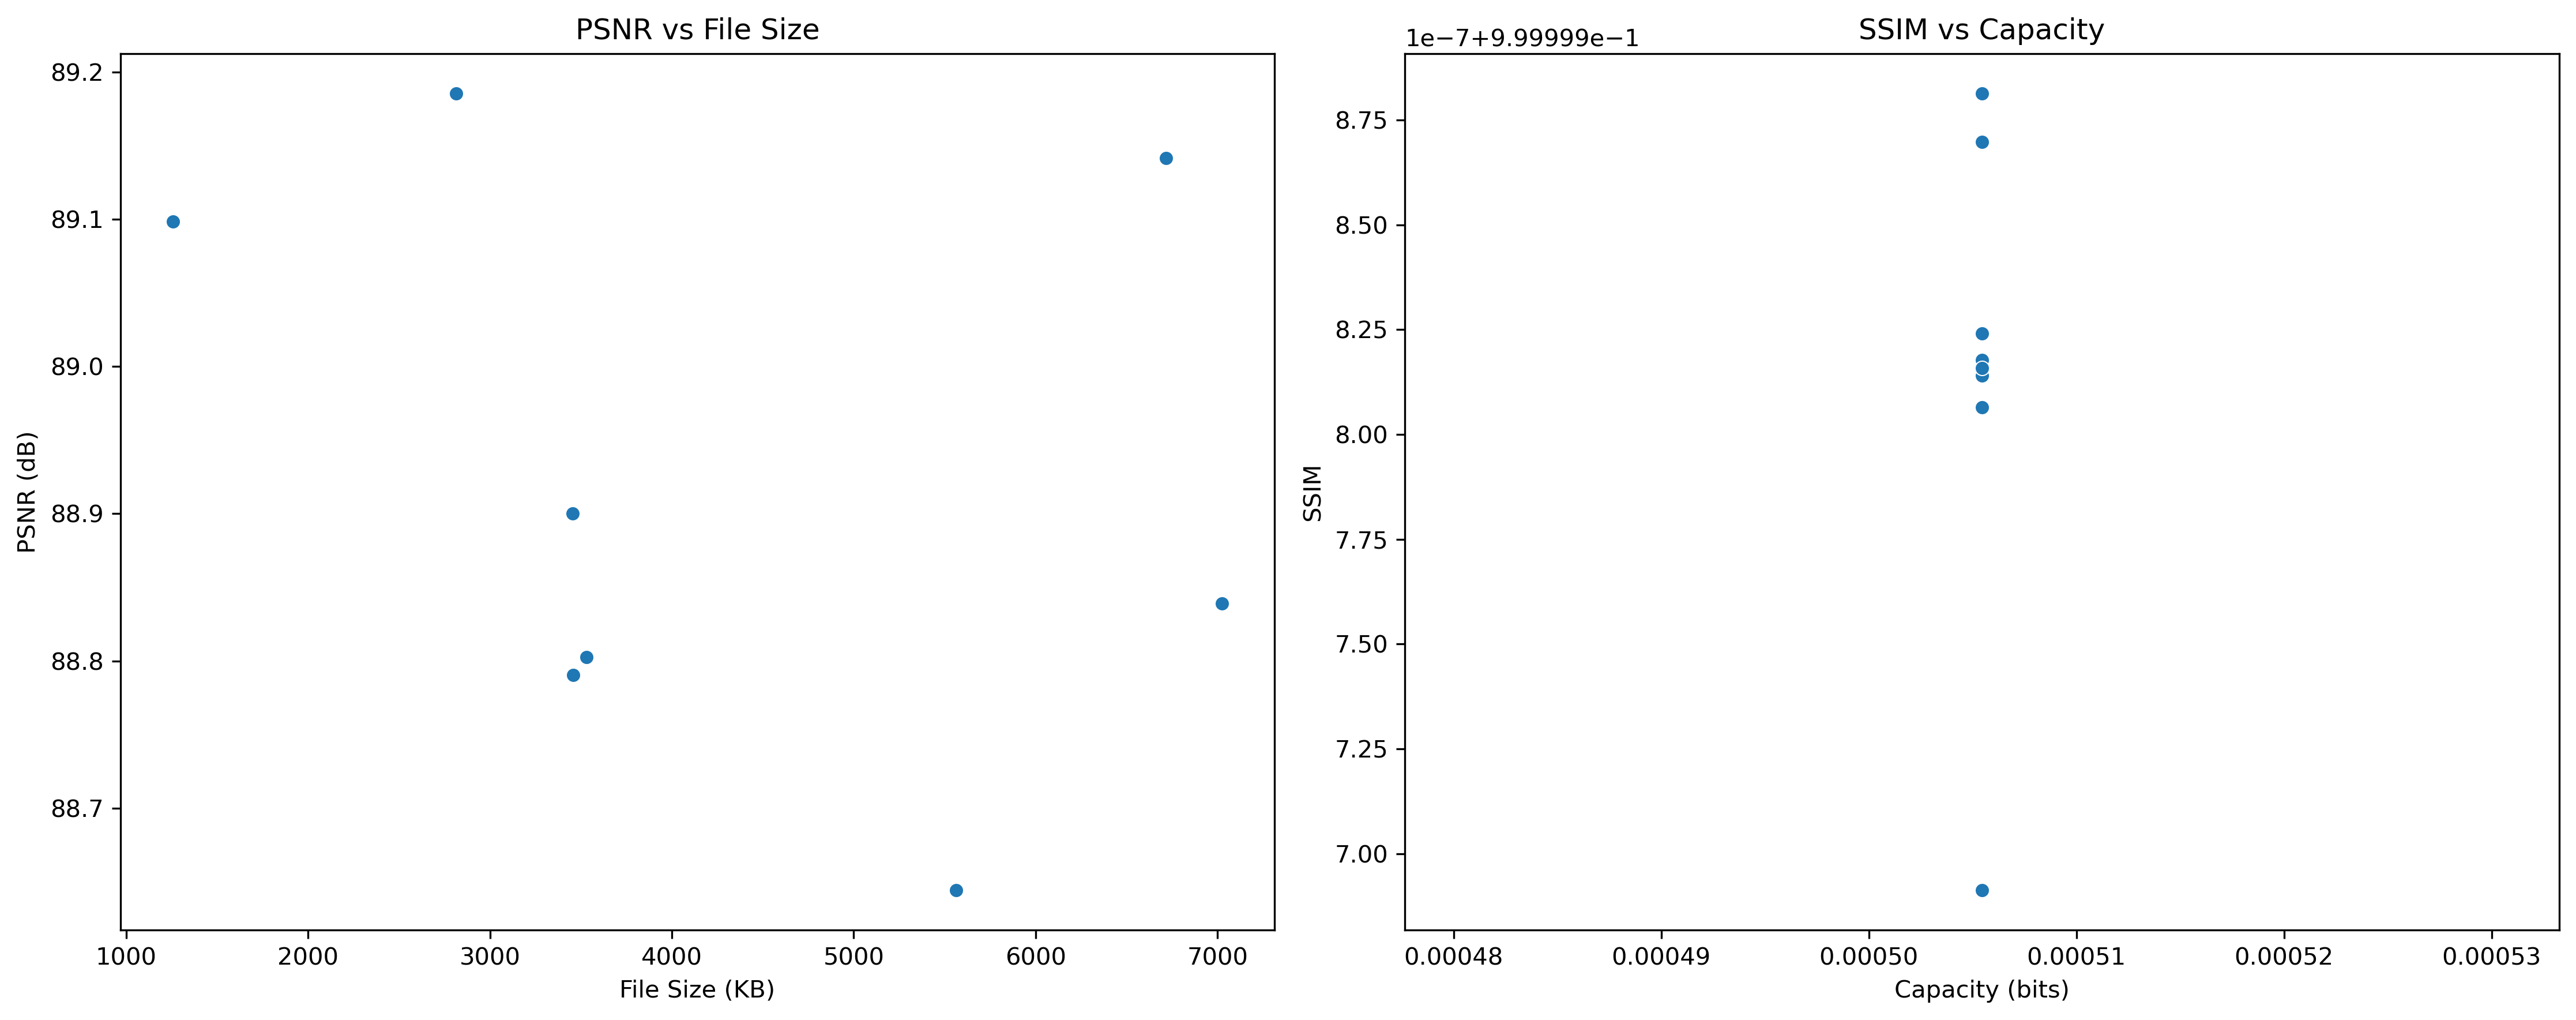 PSNR vs File Size
89.2
89.1
89.0
88.9
88.8
88.7
PSNR (dB)
1000 2000 3000 4000 5000 6000 7000
File Size (KB)
SSIM vs Capacity
1e−7+9.99999e−1
8.75
8.50
8.25
8.00
7.75
7.50
7.25
7.00
SSIM
0.00048 0.00049 0.00050 0.00051 0.00052 0.00053
Capacity (bits)